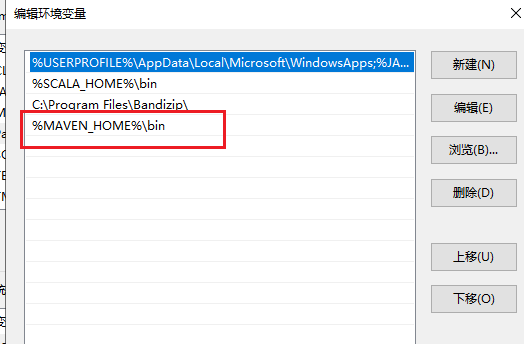 编辑环境变量
%USERPROFILE%\AppData\Local\Microsoft\WindowsApps;%JA...
%SCALA_HOME%\bin
C:\Program Files\Bandizip\
%MAVEN_HOME%\bin
新建(N)
编辑(E)
浏览(B)...
删除(D)
上移(U)
下移(O)